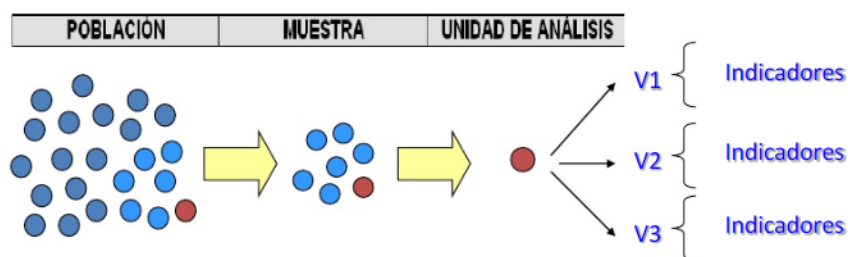 POBLACIÓN MUESTRA UNIDAD DE ANÁLISIS
V1 Indicadores
V2 Indicadores
V3 Indicadores